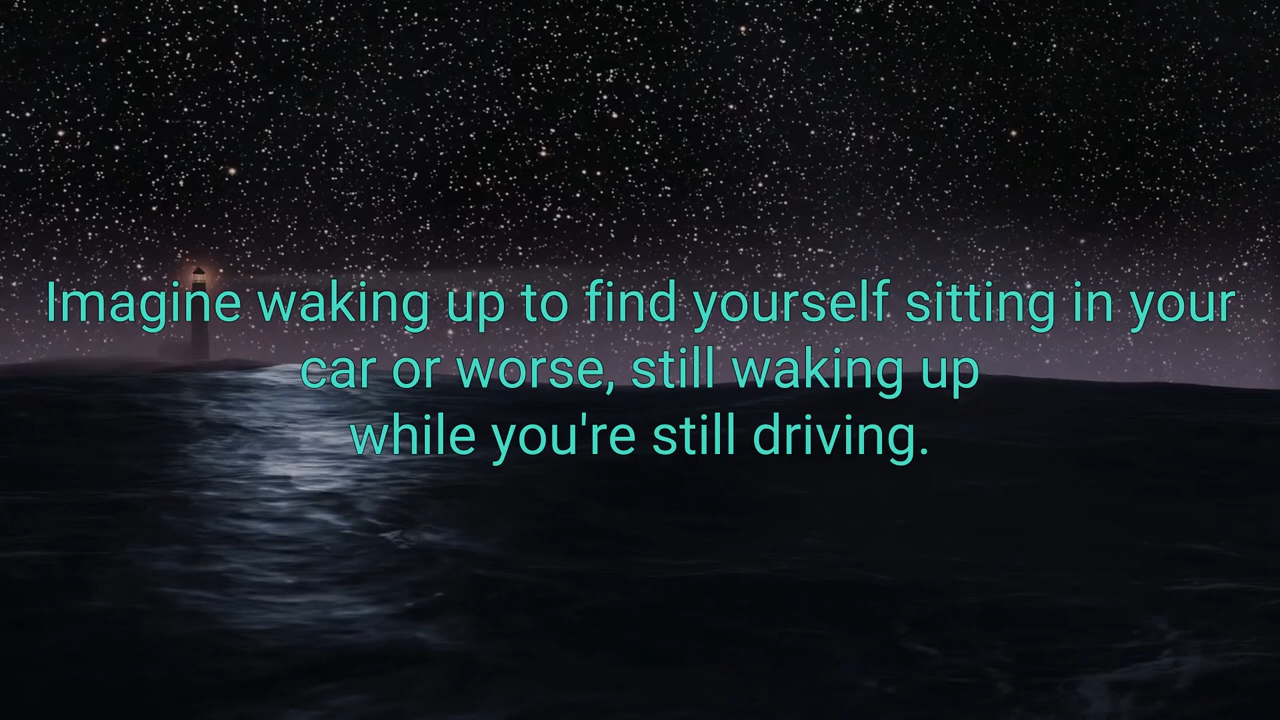 Imagine waking up to find yourself sitting in your
car or worse, still waking up
while you're still driving.